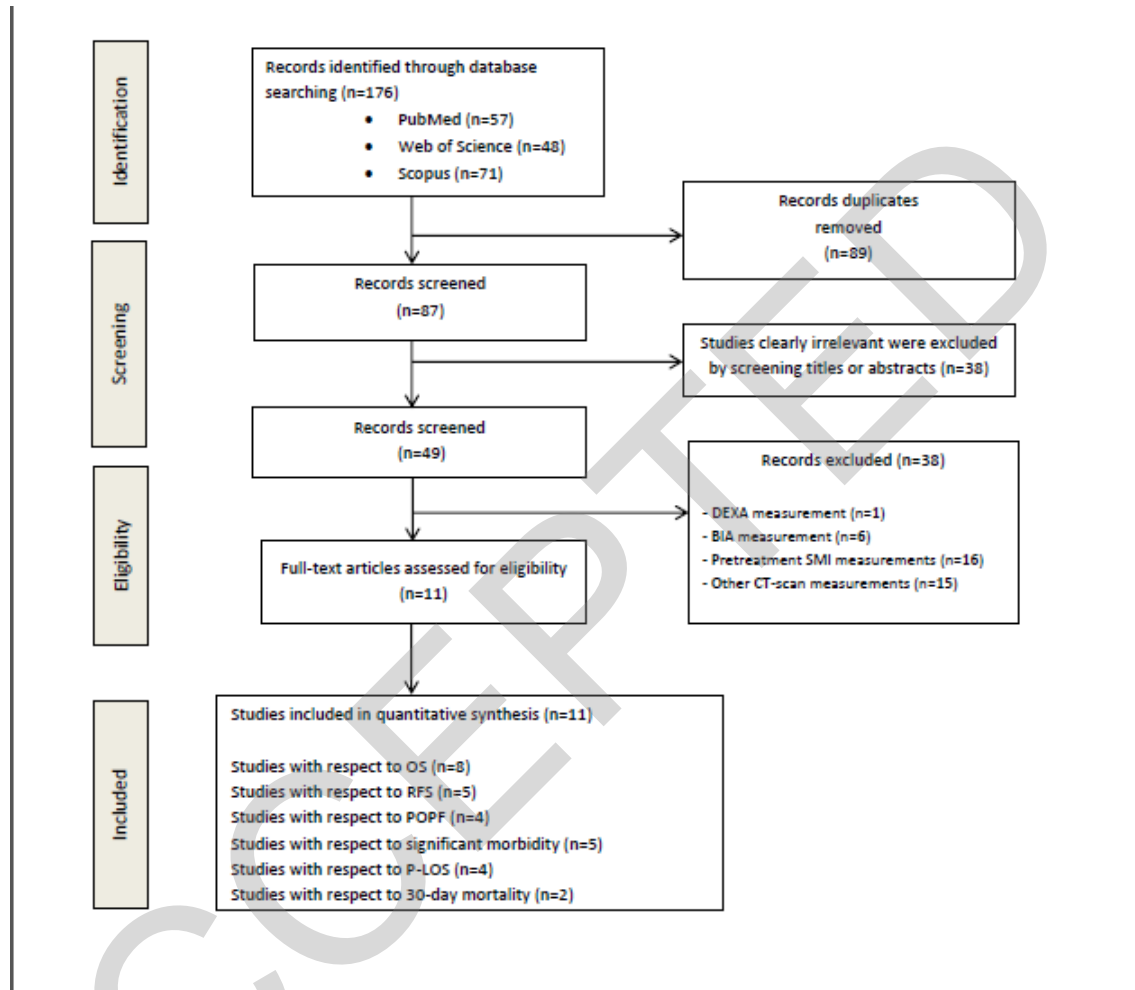 Identification
Records identified through database
searching (n=176)
• PubMed (n=57)
• Web of Science (n=48)
• Scopus (n=71)
Records duplicates
removed
(n=89)
Screening
Records screened
(n=87)
Studies clearly irrelevant were excluded
by screening titles or abstracts (n=38)
Records screened
(n=49)
Eligibility
Records excluded (n=38)
- DEXA measurement (n=1)
- BIA measurement (n=6)
- Pretreatment SMI measurements (n=16)
- Other CT-scan measurements (n=15)
Full-text articles assessed for eligibility
(n=11)
Included
Studies included in quantitative synthesis (n=11)
Studies with respect to OS (n=8)
Studies with respect to RFS (n=5)
Studies with respect to POPF (n=4)
Studies with respect to significant morbidity (n=5)
Studies with respect to P-LOS (n=4)
Studies with respect to 30-day mortality (n=2)
CCEPTED